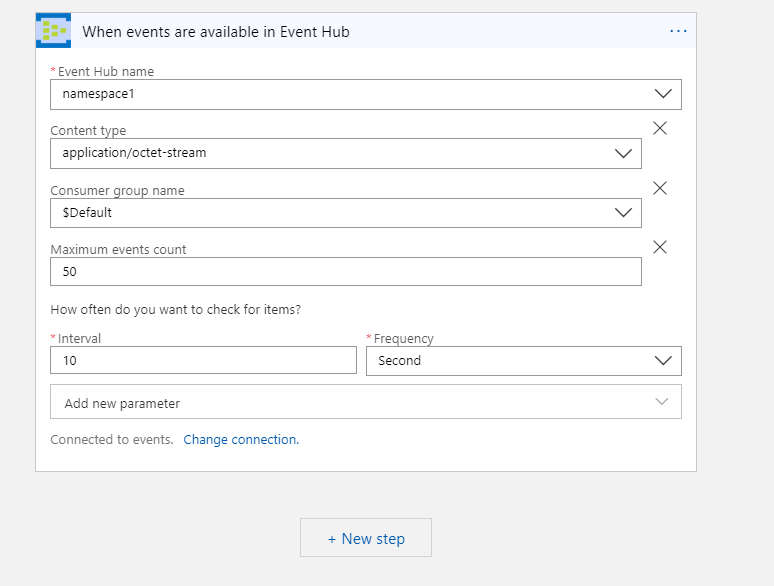 When events are available in Event Hub
...
* Event Hub name
namespace1
Content type
application/octet-stream
Consumer group name
$Default
Maximum events count
50
How often do you want to check for items?
* Interval * Frequency
10 Second
Add new parameter
Connected to events. Change connection.
+ New step